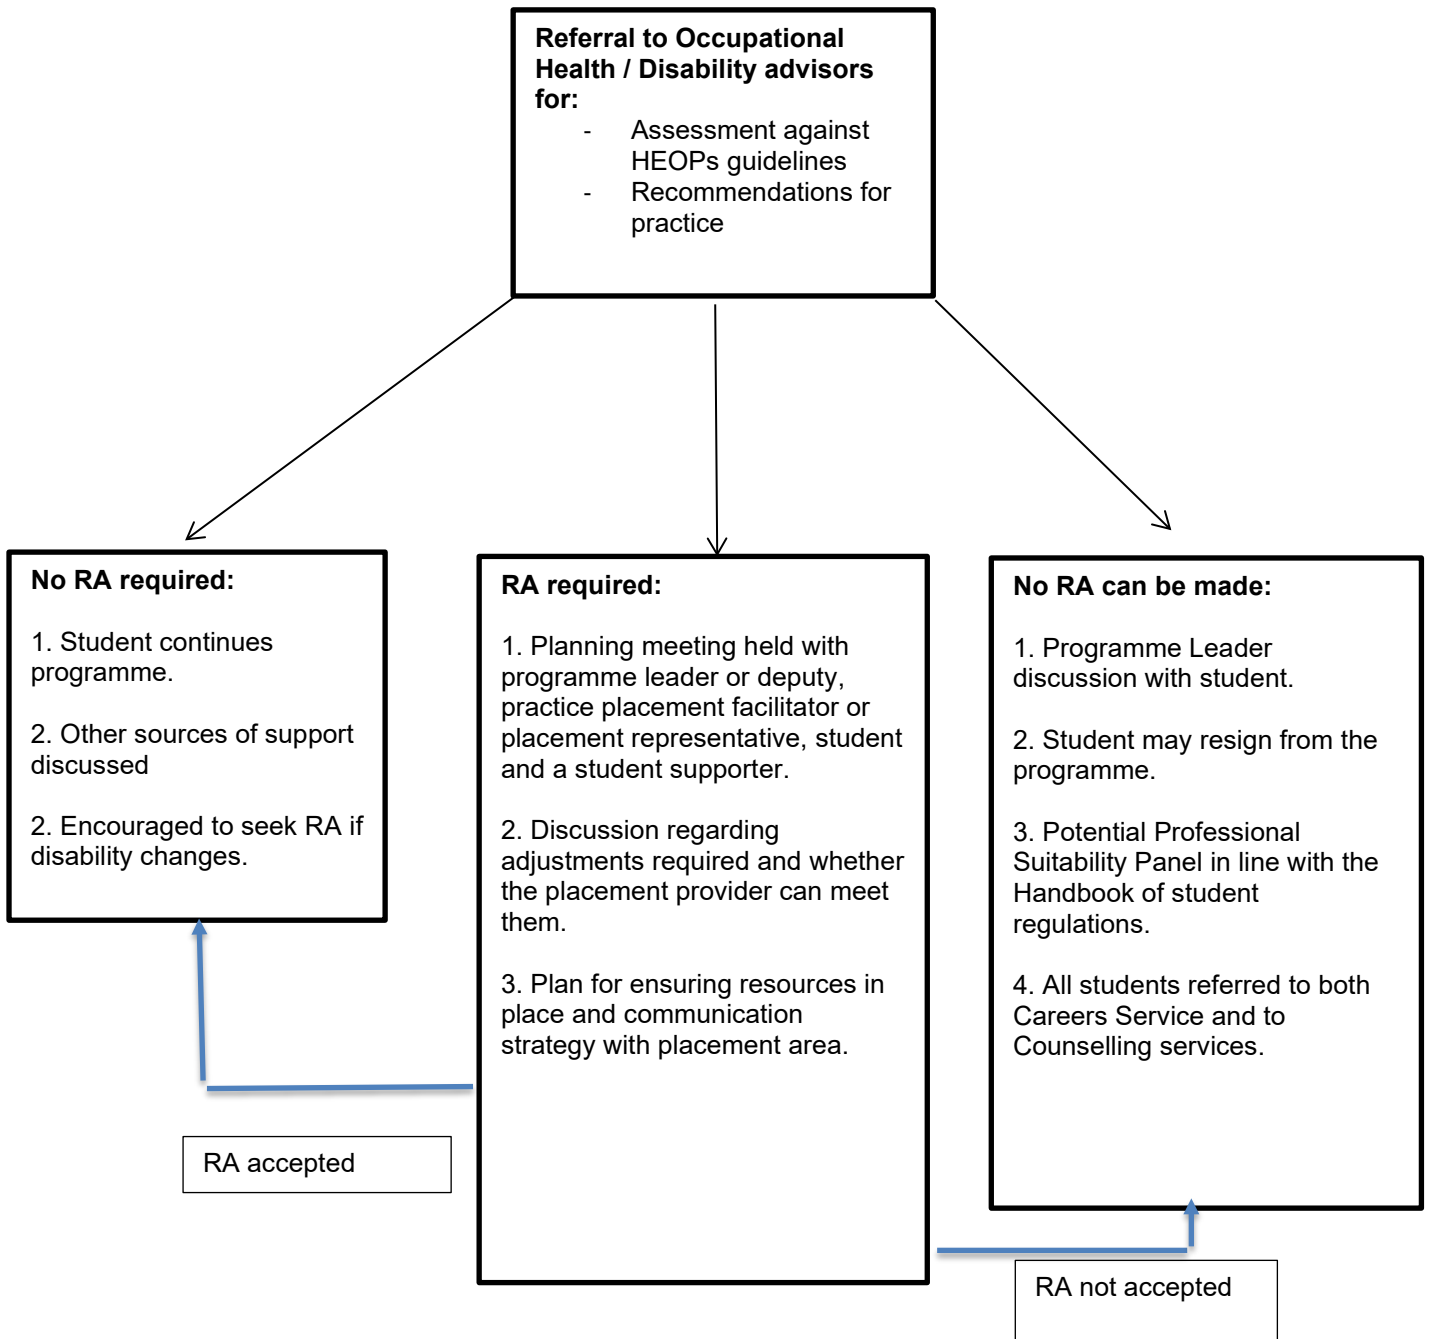 Referral to Occupational
Health / Disability advisors
for:
- Assessment against
HEOPs guidelines
- Recommendations for
practice
No RA required:
1. Student continues
programme.
2. Other sources of support
discussed
2. Encouraged to seek RA if
disability changes.
RA required:
1. Planning meeting held with
programme leader or deputy,
practice placement facilitator or
placement representative, student
and a student supporter.
2. Discussion regarding
adjustments required and whether
the placement provider can meet
them.
3. Plan for ensuring resources in
place and communication
strategy with placement area.
No RA can be made:
1. Programme Leader
discussion with student.
2. Student may resign from the
programme.
3. Potential Professional
Suitability Panel in line with the
Handbook of student
regulations.
4. All students referred to both
Careers Service and to
Counselling services.
RA accepted
RA not accepted